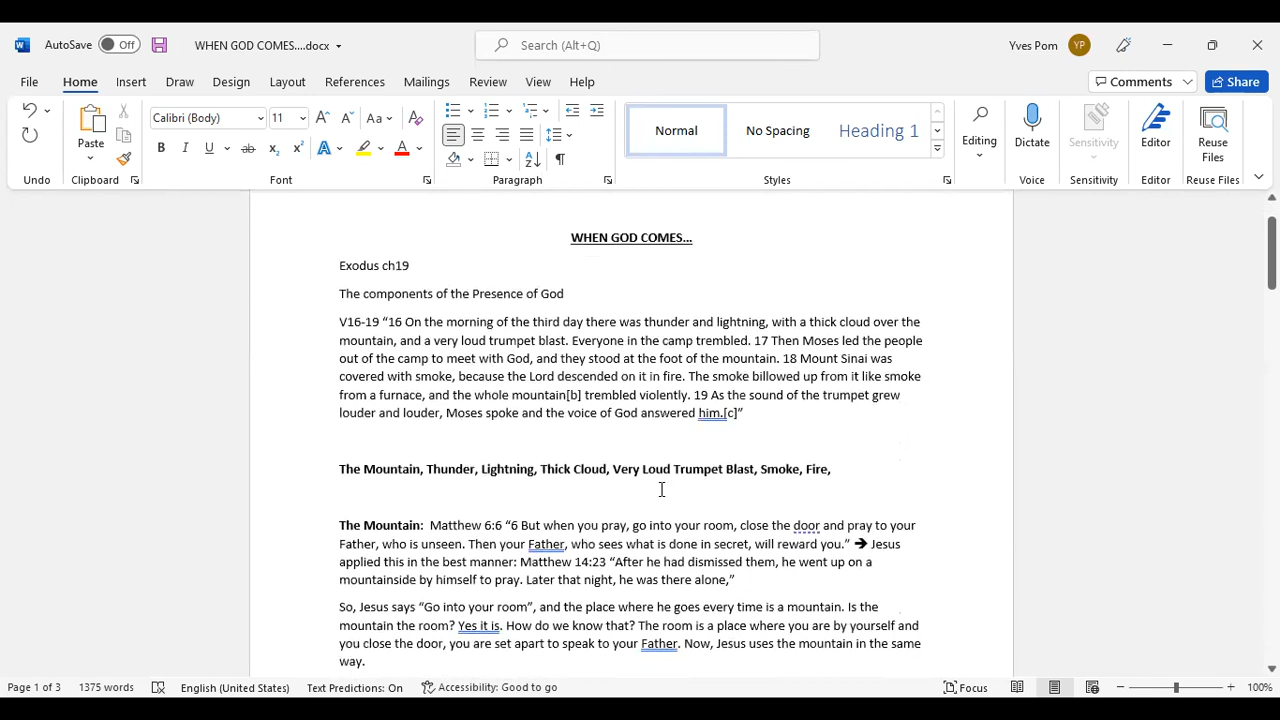 AutoSave Off WHEN GOD COMES....docx Search (Alt+Q) Yves Pom YP
File Home Insert Draw Design Layout References Mailings Review View Help Comments Share
Calibri (Body) 11 Aa
Normal No Spacing Heading 1
Paste Editing Dictate Sensitivity Editor Reuse Files
B I U ab x₂ x² A A
Undo Clipboard Font Paragraph Styles Voice Sensitivity Editor Reuse Files
WHEN GOD COMES...
Exodus ch19
The components of the Presence of God
V16-19 “16 On the morning of the third day there was thunder and lightning, with a thick cloud over the
mountain, and a very loud trumpet blast. Everyone in the camp trembled. 17 Then Moses led the people
out of the camp to meet with God, and they stood at the foot of the mountain. 18 Mount Sinai was
covered with smoke, because the Lord descended on it in fire. The smoke billowed up from it like smoke
from a furnace, and the whole mountain[b] trembled violently. 19 As the sound of the trumpet grew
louder and louder, Moses spoke and the voice of God answered him.[c]”
The Mountain, Thunder, Lightning, Thick Cloud, Very Loud Trumpet Blast, Smoke, Fire,
The Mountain: Matthew 6:6 “6 But when you pray, go into your room, close the door and pray to your
Father, who is unseen. Then your Father, who sees what is done in secret, will reward you.” ➔ Jesus
applied this in the best manner: Matthew 14:23 “After he had dismissed them, he went up on a
mountainside by himself to pray. Later that night, he was there alone,”
So, Jesus says “Go into your room”, and the place where he goes every time is a mountain. Is the
mountain the room? Yes it is. How do we know that? The room is a place where you are by yourself and
you close the door, you are set apart to speak to your Father. Now, Jesus uses the mountain in the same
way.
Page 1 of 3 1375 words English (United States) Text Predictions: On Accessibility: Good to go Focus 100%